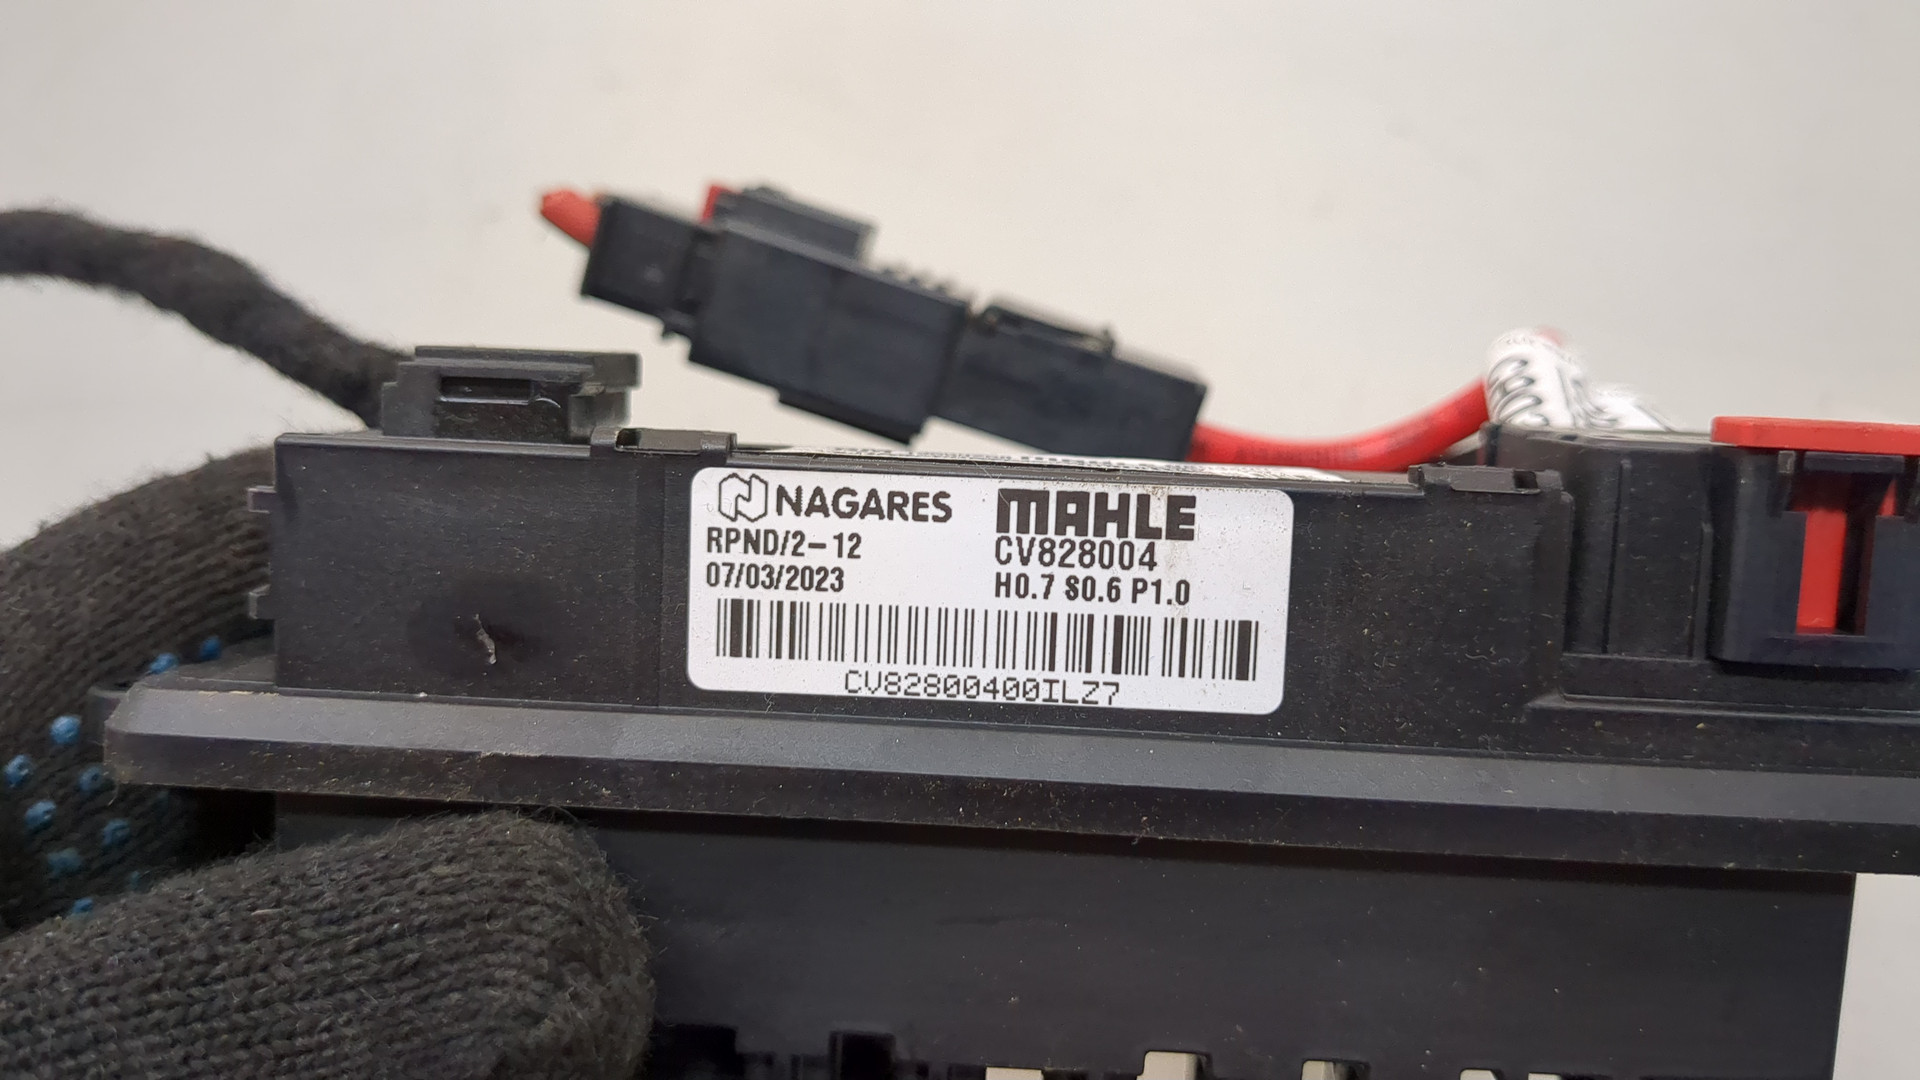 NAGARES MAHLE
RPND/2-12 CV828004
07/03/2023 H0.7 S0.6 P1.0
CV82800400ILZ7